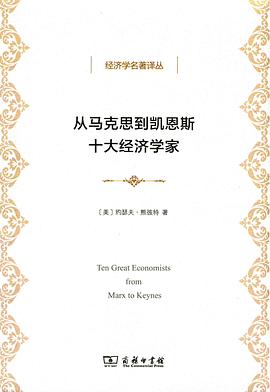 经济学名著译丛
从马克思到凯恩斯
十大经济学家
〔美〕约瑟夫·熊彼特 著
Ten Great Economists
from
Marx to Keynes
商务印书馆
The Commercial Press